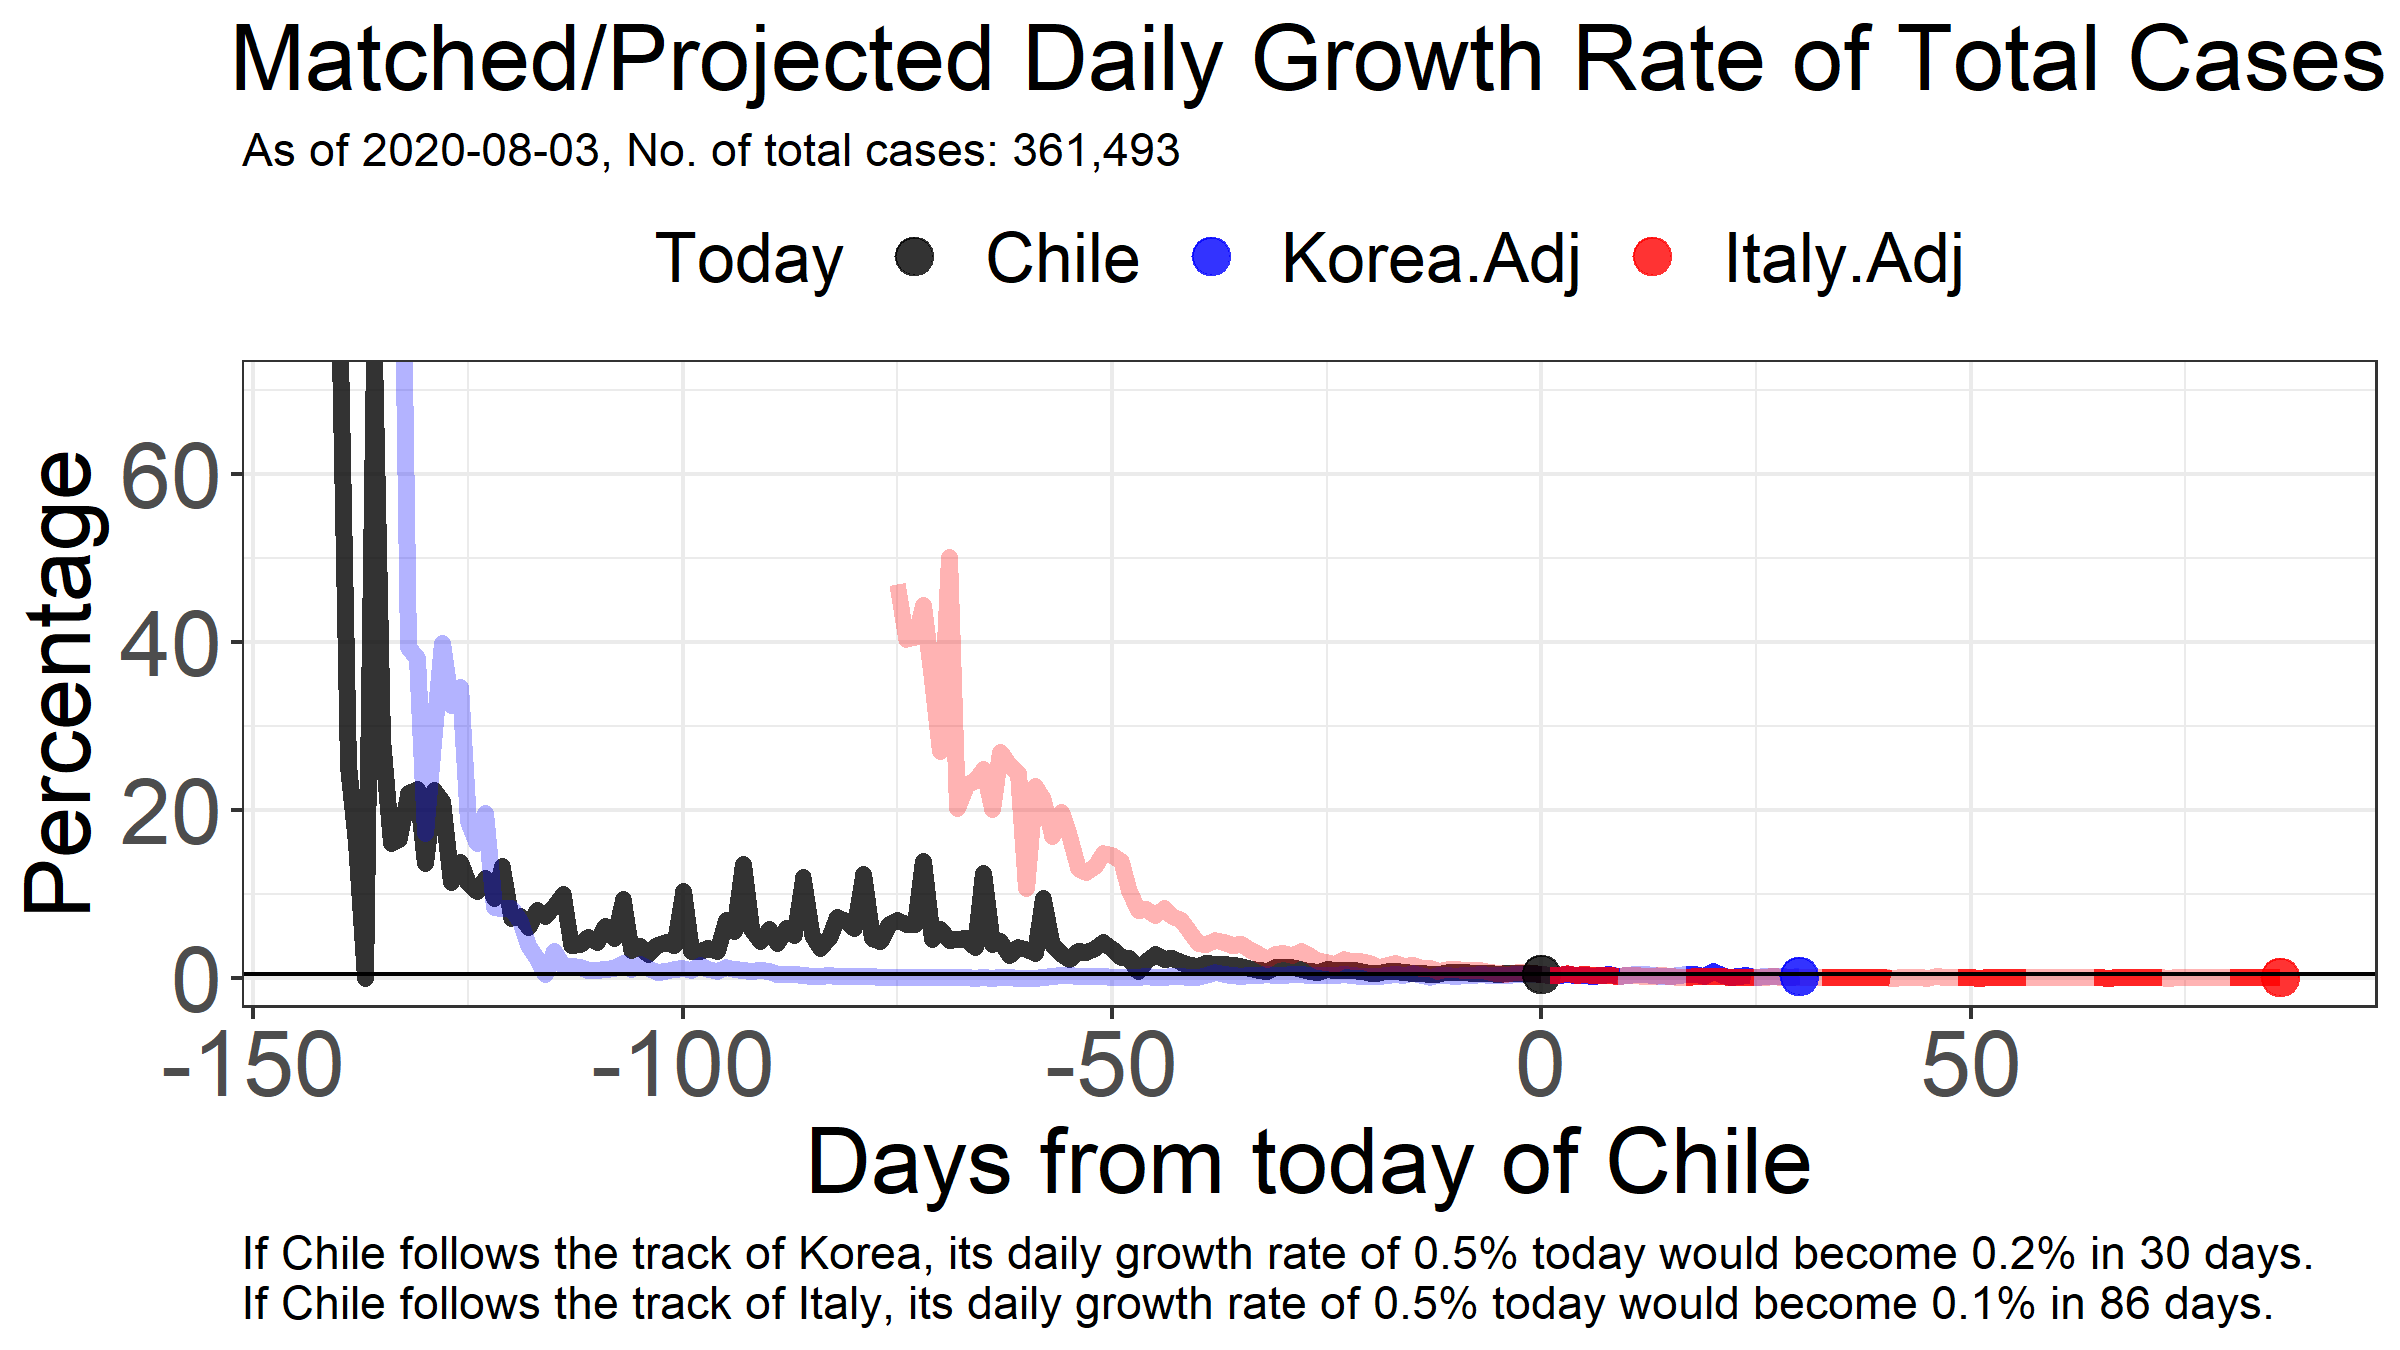 Matched/Projected Daily Growth Rate of Total Cases
As of 2020-08-03, No. of total cases: 361,493
Today Chile Korea.Adj Italy.Adj
Percentage
60
40
20
0
-150 -100 -50 0 50
Days from today of Chile
If Chile follows the track of Korea, its daily growth rate of 0.5% today would become 0.2% in 30 days.
If Chile follows the track of Italy, its daily growth rate of 0.5% today would become 0.1% in 86 days.